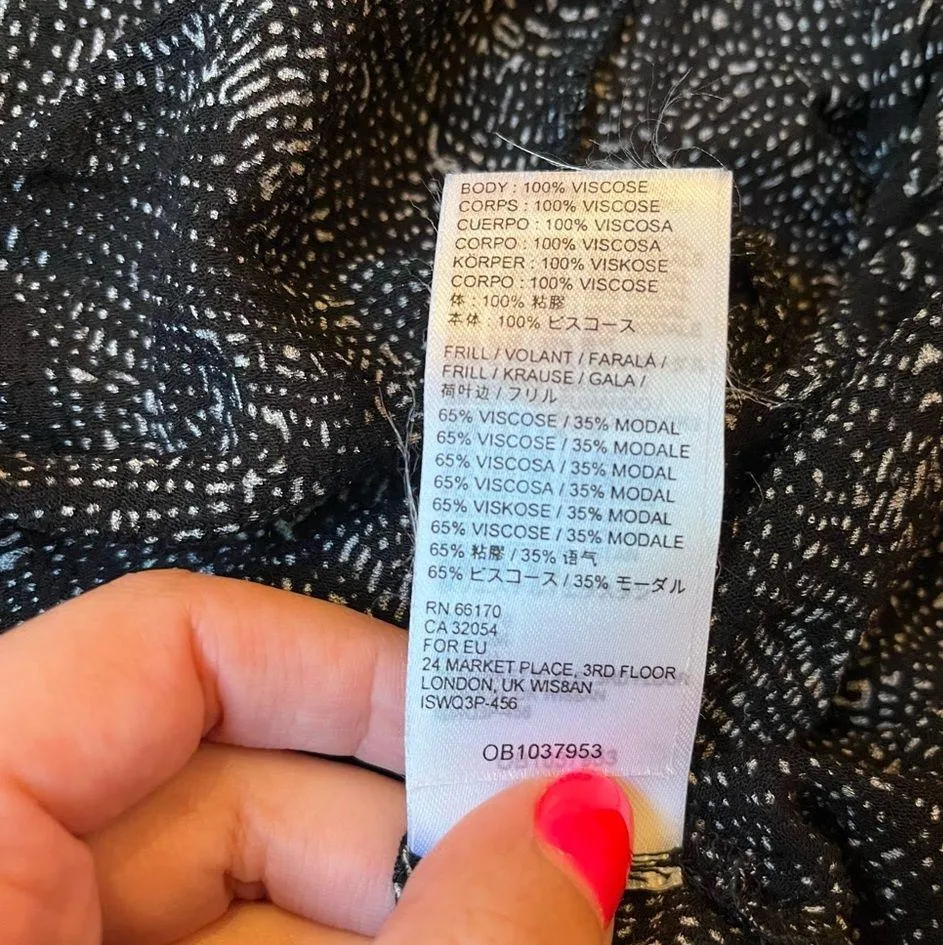 BODY : 100% VISCOSE
CORPS : 100% VISCOSE
CUERPO : 100% VISCOSA
CORPO : 100% VISCOSA
KÖRPER : 100% VISKOSE
CORPO : 100% VISCOSE
体 : 100% 粘膠
本体 : 100% ビスコース
FRILL / VOLANT / FARALÁ /
FRILL / KRAUSE / GALA /
荷叶边 / フリル
65% VISCOSE / 35% MODAL
65% VISCOSE / 35% MODALE
65% VISCOSA / 35% MODAL
65% VISCOSA / 35% MODAL
65% VISKOSE / 35% MODAL
65% VISCOSE / 35% MODALE
65% 粘膠 / 35% 语气
65% ビスコース / 35% モーダル
RN 66170
CA 32054
FOR EU
24 MARKET PLACE, 3RD FLOOR
LONDON, UK WIS8AN
ISWQ3P-456
OB1037953